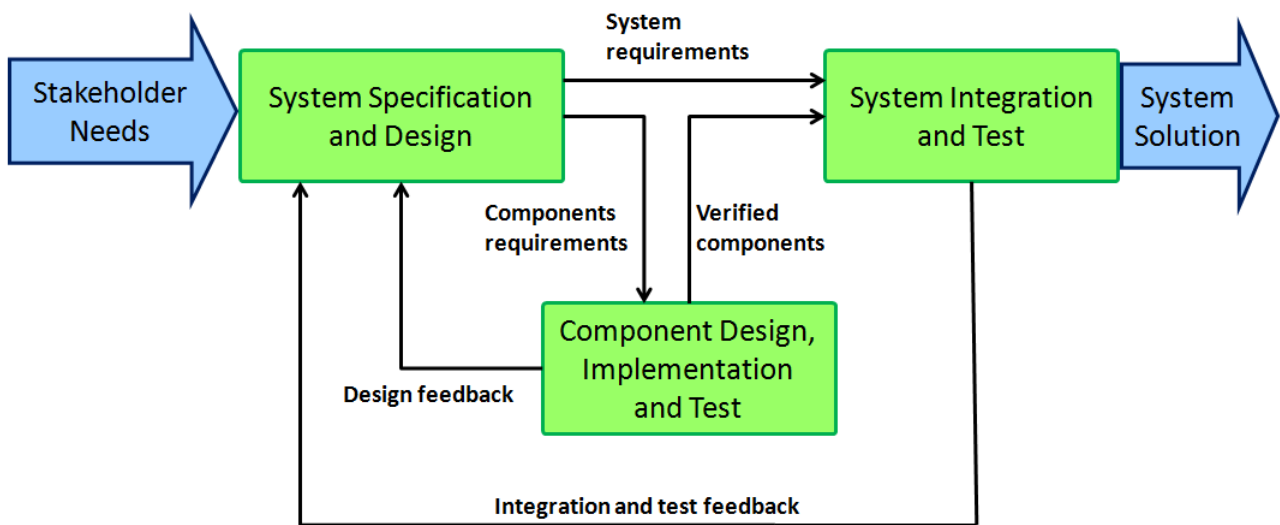 System
requirements
Stakeholder
Needs
System Specification
and Design
System Integration
and Test
System
Solution
Components
requirements
Verified
components
Component Design,
Implementation
and Test
Design feedback
Integration and test feedback